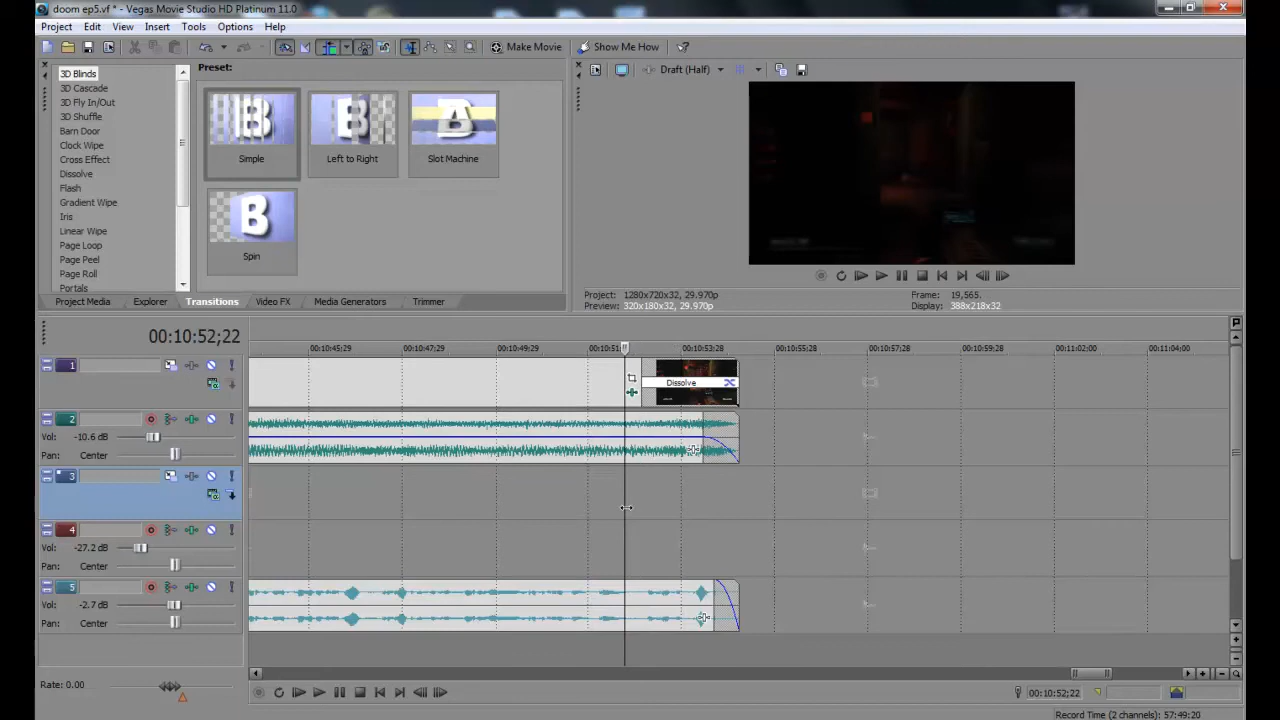 doom ep5.vf * - Vegas Movie Studio HD Platinum 11.0
Project Edit View Insert Tools Options Help
Make Movie Show Me How
3D Blinds
3D Cascade
3D Fly In/Out
3D Shuffle
Barn Door
Clock Wipe
Cross Effect
Dissolve
Flash
Gradient Wipe
Iris
Linear Wipe
Page Loop
Page Peel
Page Roll
Portals
Preset:
B
Simple
B
Left to Right
Slot Machine
B
Spin
Project Media Explorer Transitions Video FX Media Generators Trimmer
Draft (Half)
Project: 1280x720x32, 29.970p
Preview: 320x180x32, 29.970p
Frame: 19,565.
Display: 388x218x32
00:10:52;22
00:10:45;29 00:10:47;29 00:10:49;29 00:10:51 00:10:53:28 00:10:55;28 00:10:57;28 00:10:59;28 00:11:02:00 00:11:04;00
1
Dissolve
2
Vol: -10.6 dB
Pan: Center
3
4
Vol: -27.2 dB
Pan: Center
5
Vol: -2.7 dB
Pan: Center
Rate: 0.00
00:10:52;22
Record Time (2 channels): 57:49:20